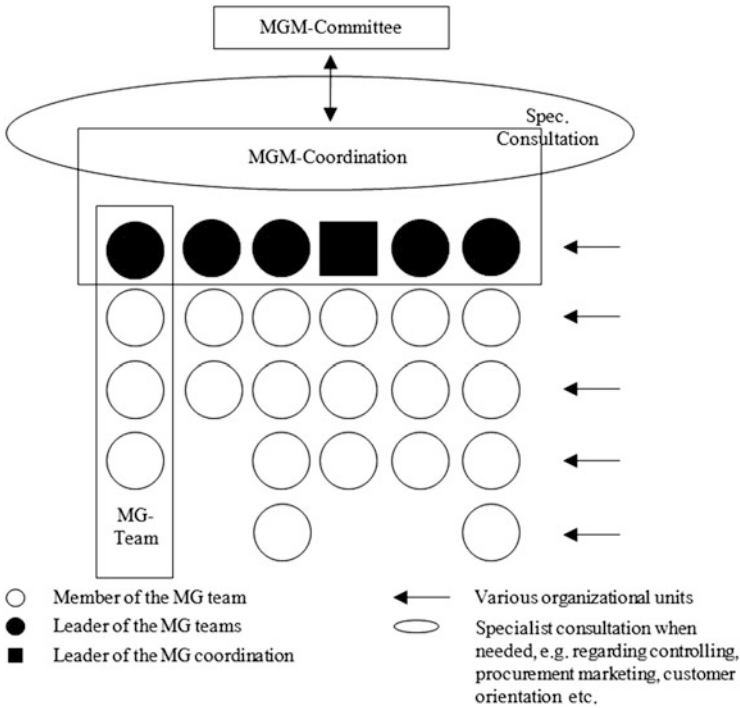 MGM-Committee
Spec.
Consultation
MGM-Coordination
MG-
Team
Member of the MG team
Leader of the MG teams
Leader of the MG coordination
Various organizational units
Specialist consultation when
needed, e.g. regarding controlling,
procurement marketing, customer
orientation etc.